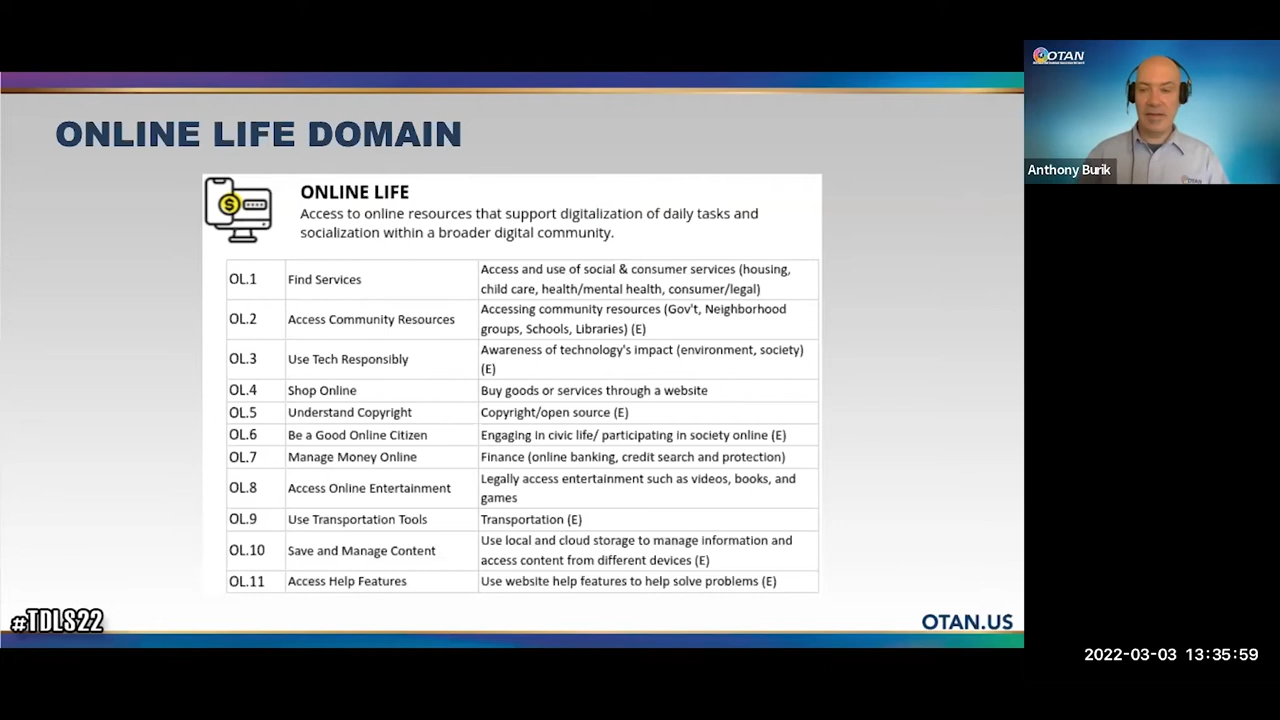 OTAN
Anthony Burik
ONLINE LIFE DOMAIN
$
ONLINE LIFE
Access to online resources that support digitalization of daily tasks and
socialization within a broader digital community.
OL.1 Find Services Access and use of social & consumer services (housing,
child care, health/mental health, consumer/legal)
OL.2 Access Community Resources Accessing community resources (Gov't, Neighborhood
groups, Schools, Libraries) (E)
OL.3 Use Tech Responsibly Awareness of technology's impact (environment, society)
(E)
OL.4 Shop Online Buy goods or services through a website
OL.5 Understand Copyright Copyright/open source (E)
OL.6 Be a Good Online Citizen Engaging in civic life/ participating in society online (E)
OL.7 Manage Money Online Finance (online banking, credit search and protection)
OL.8 Access Online Entertainment Legally access entertainment such as videos, books, and
games
OL.9 Use Transportation Tools Transportation (E)
OL.10 Save and Manage Content Use local and cloud storage to manage information and
access content from different devices (E)
OL.11 Access Help Features Use website help features to help solve problems (E)
#TDLS22
OTAN.US
2022-03-03 13:35:59